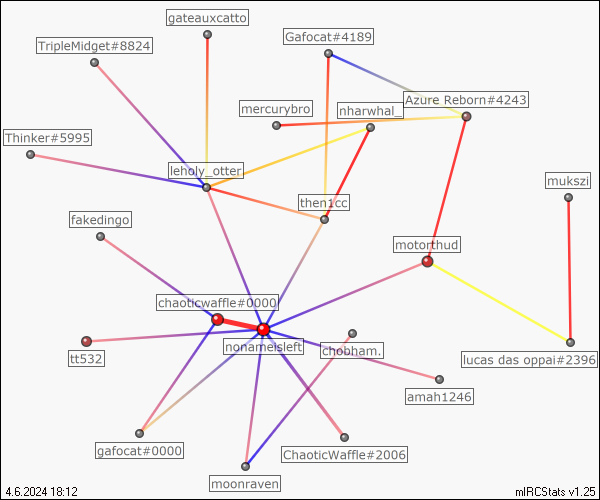 gateauxcatto
Gafocat#4189
TripleMidget#8824
Azure Reborn#4243
mercurybro
nharwhal_
Thinker#5995
leholy_otter
mukszi
then1cc
fakedingo
motorthud
chaoticwaffle#0000
nonameisleft
chobham.
tt532
lucas das oppai#2396
amah1246
gafocat#0000
ChaoticWaffle#2006
moonraven
4.6.2024 18:12
mIRCStats v1.25